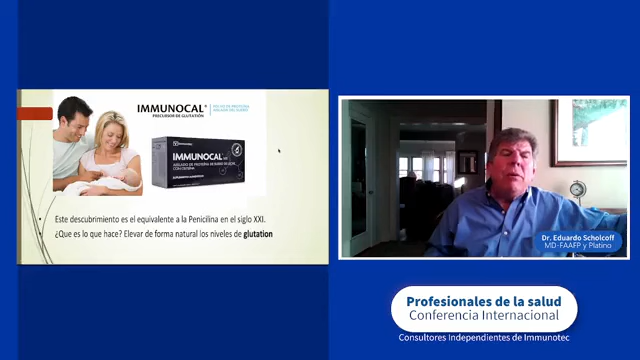 IMMUNOCAL®
PRECURSOR DE GLUTATIÓN
IMMUNOCAL
SUPLEMENTO ALIMENTICIO
• Este descubrimiento es el equivalente a la Penicilina en el siglo XXI.
• ¿Que es lo que hace? Elevar de forma natural los niveles de glutation
Dr. Eduardo Scholcoff
MD-FAAFP y Platino
Profesionales de la salud
Conferencia Internacional
Consultores Independientes de Immunotec